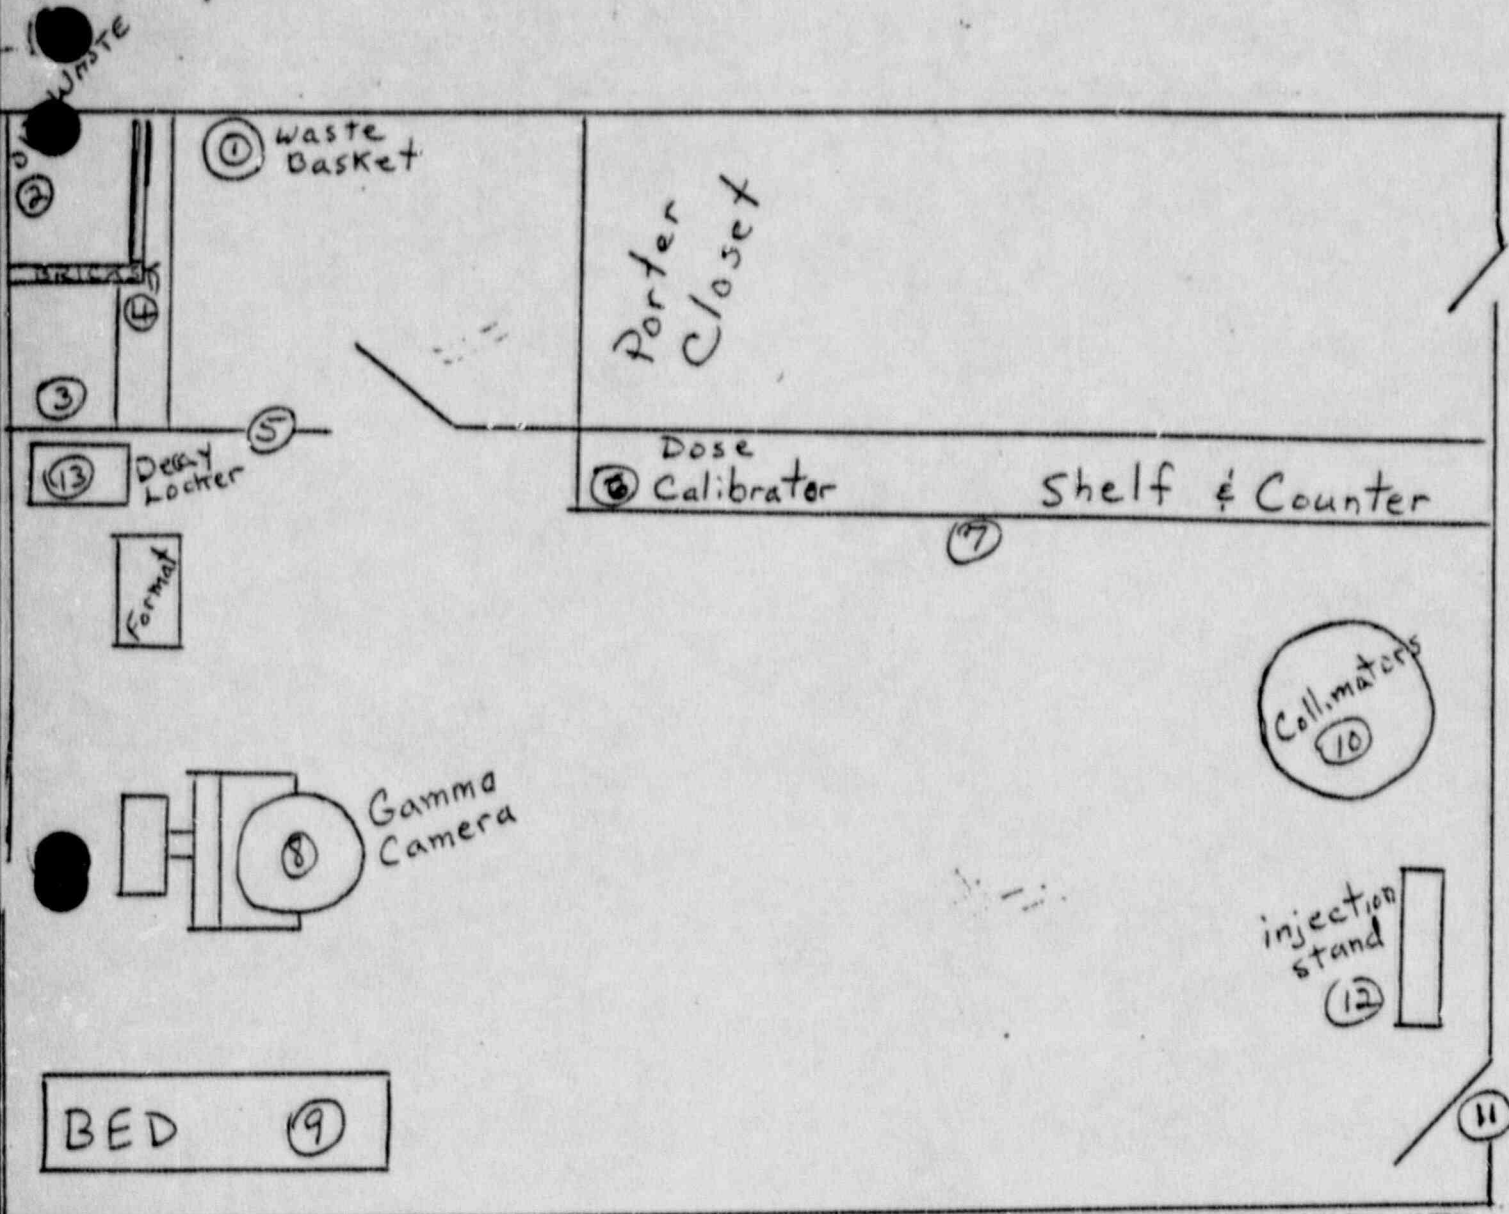 WASTE
① Waste
Basket
②
BRICKS
④
③
Porter
Closet
⑤
⑬ Decay
Locker
Dose
⑥ Calibrator
Shelf & Counter
⑦
Format
Collimators
⑩
Gamma
Camera
⑧
injection
stand
⑫
BED ⑨
⑪